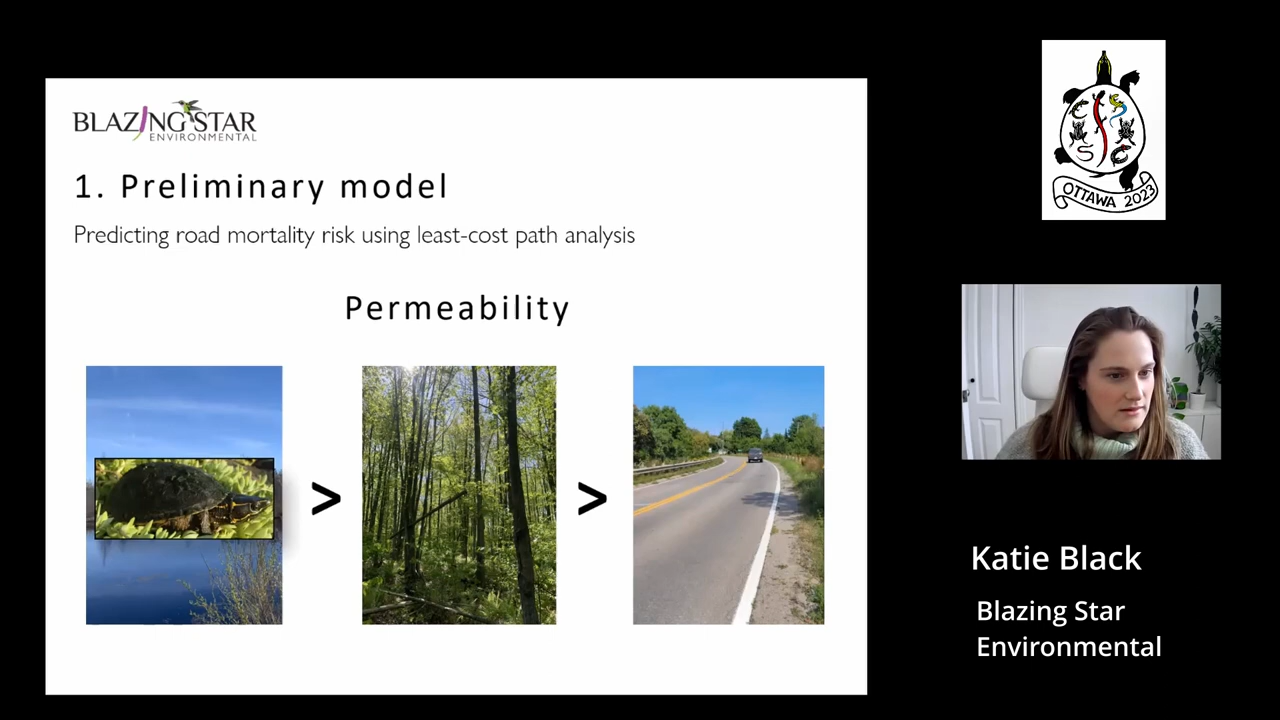 BLAZING STAR
ENVIRONMENTAL
1. Preliminary model
Predicting road mortality risk using least-cost path analysis
Permeability
>
>
C
S C
OTTAWA 2023
Katie Black
Blazing Star
Environmental